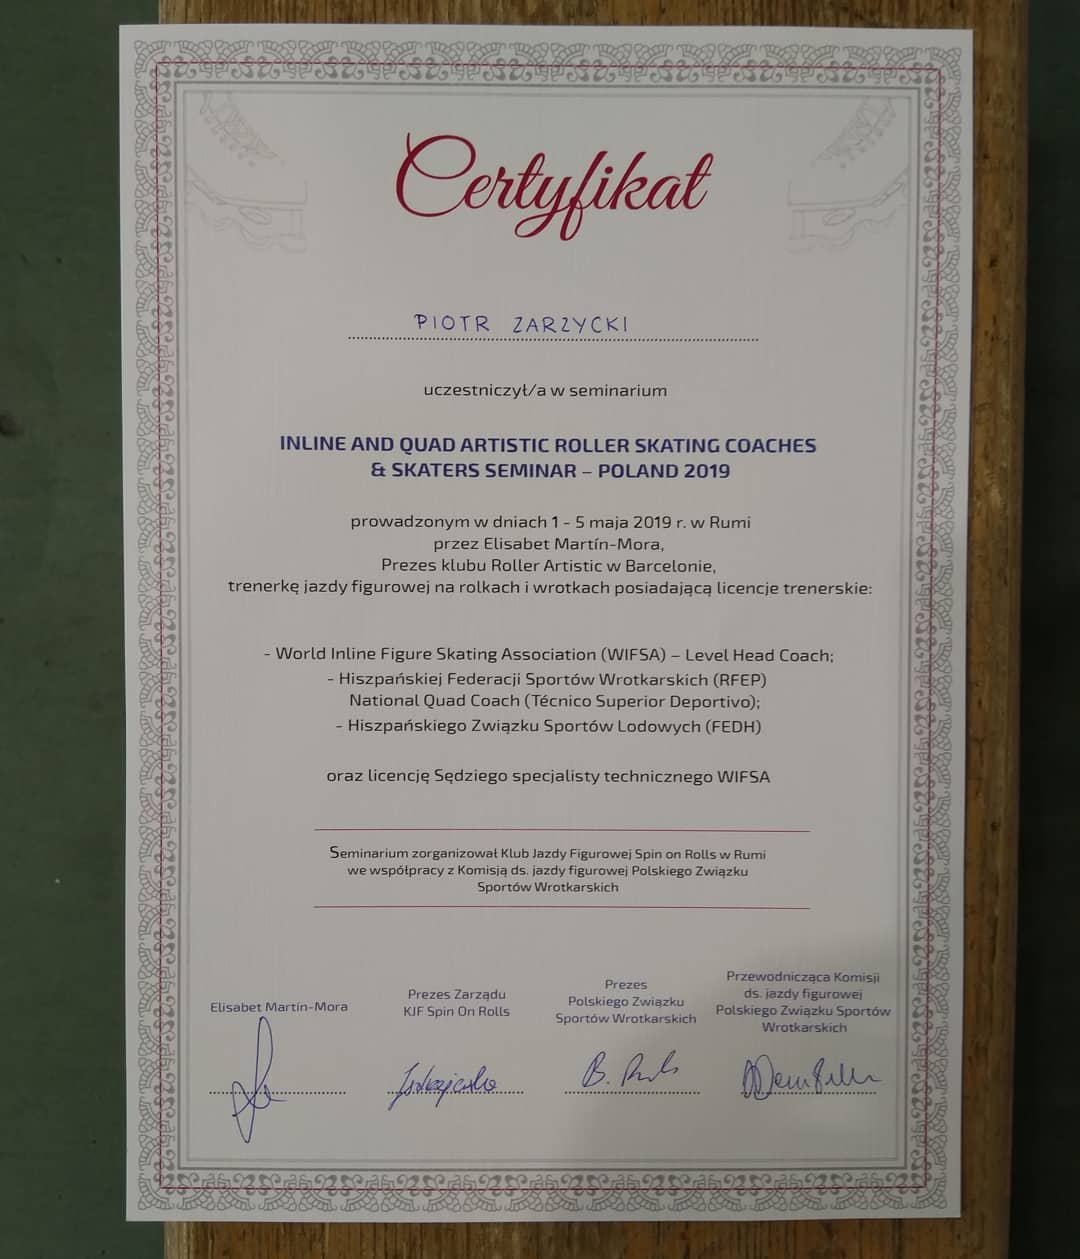 Certyfikat
PIOTR ZARZYCKI
uczestniczył/a w seminarium
INLINE AND QUAD ARTISTIC ROLLER SKATING COACHES
& SKATERS SEMINAR – POLAND 2019
prowadzonym w dniach 1 - 5 maja 2019 r. w Rumi
przez Elisabet Martín-Mora,
Prezes klubu Roller Artistic w Barcelonie,
trenerkę jazdy figurowej na rolkach i wrotkach posiadającą licencje trenerskie:
- World Inline Figure Skating Association (WIFSA) – Level Head Coach;
- Hiszpańskiej Federacji Sportów Wrotkarskich (RFEP)
National Quad Coach (Técnico Superior Deportivo);
- Hiszpańskiego Związku Sportów Lodowych (FEDH)
oraz licencję Sędziego specjalisty technicznego WIFSA
Seminarium zorganizował Klub Jazdy Figurowej Spin on Rolls w Rumi
we współpracy z Komisją ds. jazdy figurowej Polskiego Związku
Sportów Wrotkarskich
Elisabet Martín-Mora
Prezes Zarządu
KJF Spin On Rolls
Prezes
Polskiego Związku
Sportów Wrotkarskich
Przewodnicząca Komisji
ds. jazdy figurowej
Polskiego Związku Sportów
Wrotkarskich